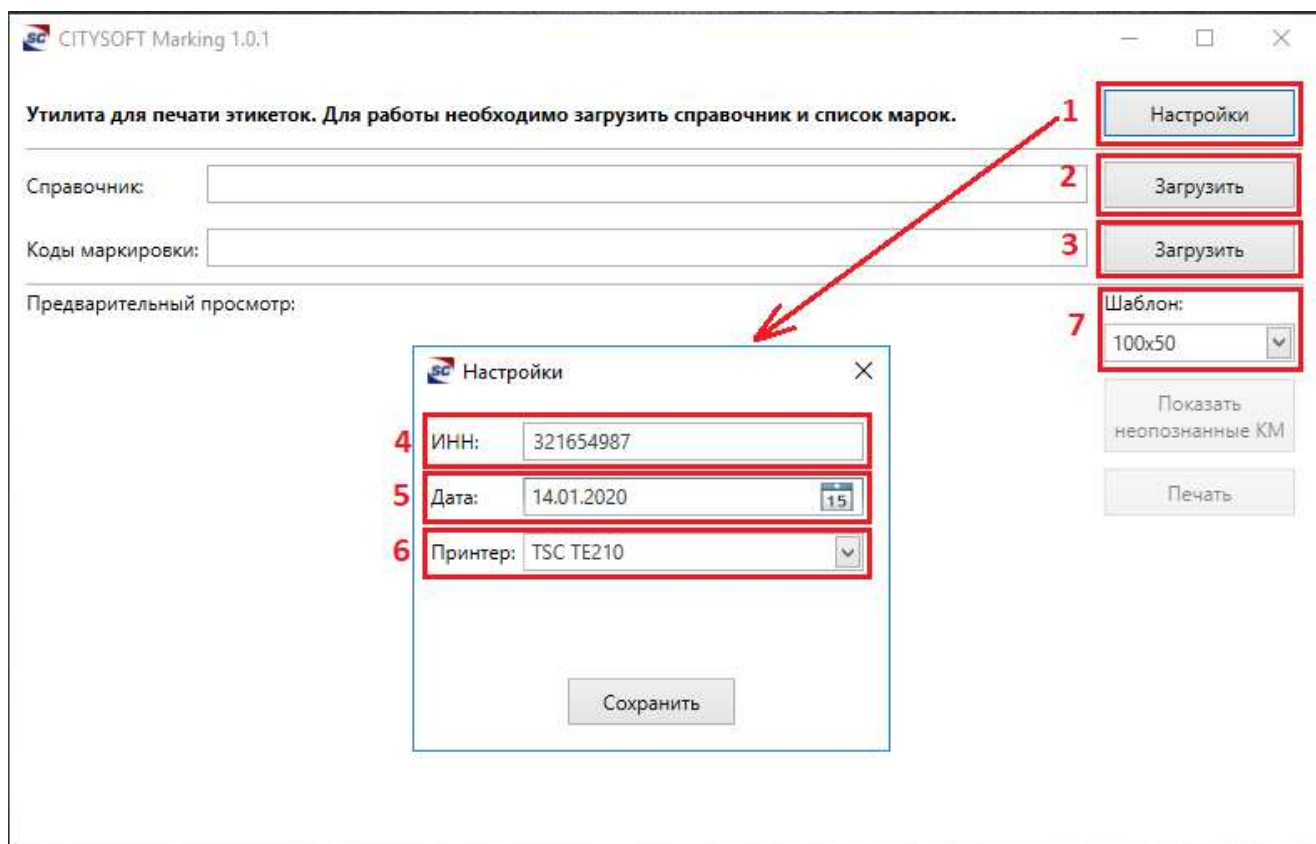 SC CITYSOFT Marking 1.0.1
Утилита для печати этикеток. Для работы необходимо загрузить справочник и список марок.
1
Настройки
Справочник:
2
Загрузить
Коды маркировки:
3
Загрузить
Предварительный просмотр:
7
Шаблон:
100x50
Показать
неопознанные КМ
Печать
SC Настройки
4
ИНН:
321654987
5
Дата:
14.01.2020
15
6
Принтер:
TSC TE210
Сохранить